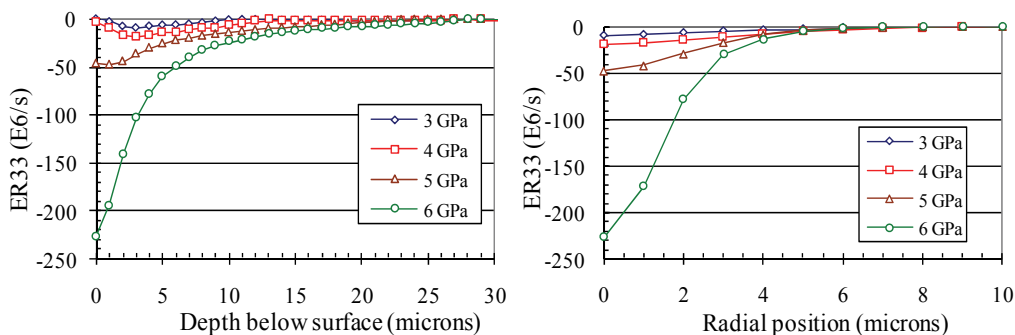 0
-50
-100
-150
-200
-250
ER33 (E6/s)
3 GPa
4 GPa
5 GPa
6 GPa
0 5 10 15 20 25 30
Depth below surface (microns)
0
-50
-100
-150
-200
-250
ER33 (E6/s)
3 GPa
4 GPa
5 GPa
6 GPa
0 2 4 6 8 10
Radial position (microns)